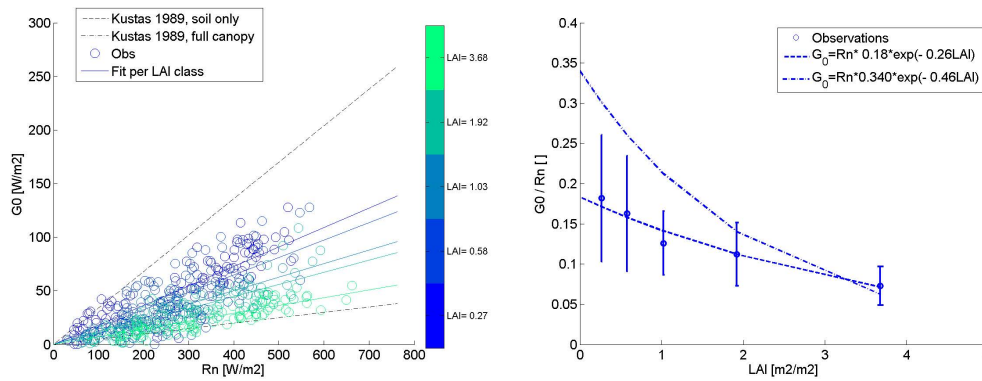 Kustas 1989, soil only
Kustas 1989, full canopy
Obs
Fit per LAI class
300
250
200
150
100
50
0
G0 [W/m2]
0 100 200 300 400 500 600 700 800
Rn [W/m2]
LAI= 3.68
LAI= 1.92
LAI= 1.03
LAI= 0.58
LAI= 0.27
Observations
G0=Rn* 0.18*exp(- 0.26LAI)
G0=Rn*0.340*exp(- 0.46LAI)
0.4
0.35
0.3
0.25
0.2
0.15
0.1
0.05
0
G0 / Rn [ ]
0 1 2 3 4
LAI [m2/m2]